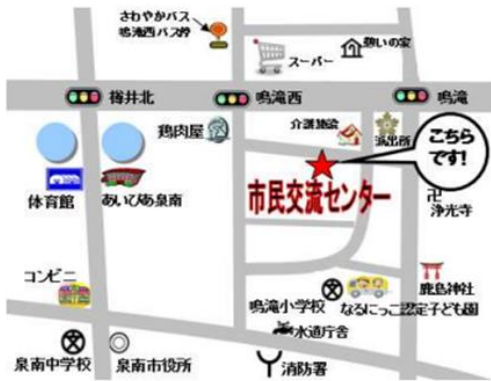 さわやかバス
鳴滝西バス停
スーパー
憩いの家
樽井北
鳴滝西
鳴滝
鶏肉屋
介護施設
派出所
こちら
です!
体育館
あいぴあ泉南
市民交流センター
卍
浄光寺
コンビニ
鳴滝小学校
なるにっこ認定子ども園
鹿島神社
水道庁舎
泉南中学校
泉南市役所
消防署